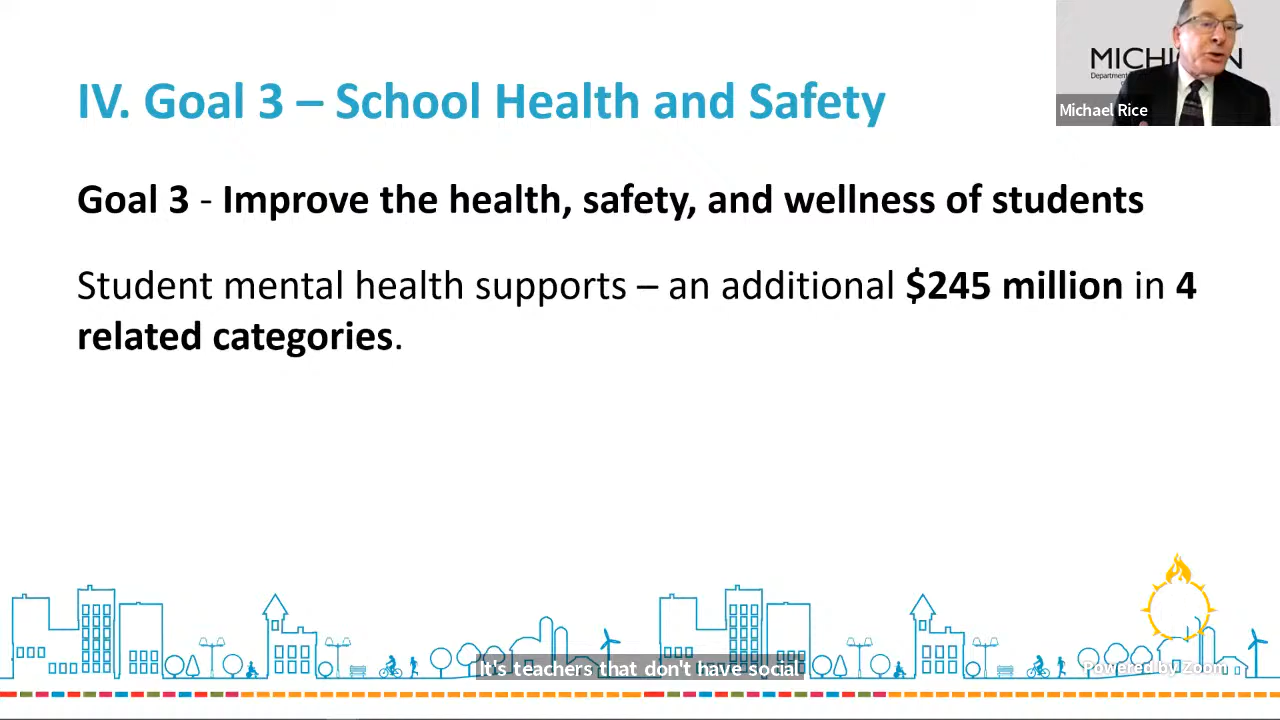 MICHI N
Department
Michael Rice
IV. Goal 3 – School Health and Safety
Goal 3 - Improve the health, safety, and wellness of students
Student mental health supports – an additional $245 million in 4
related categories.
It's teachers that don't have social
Powered by Zoom